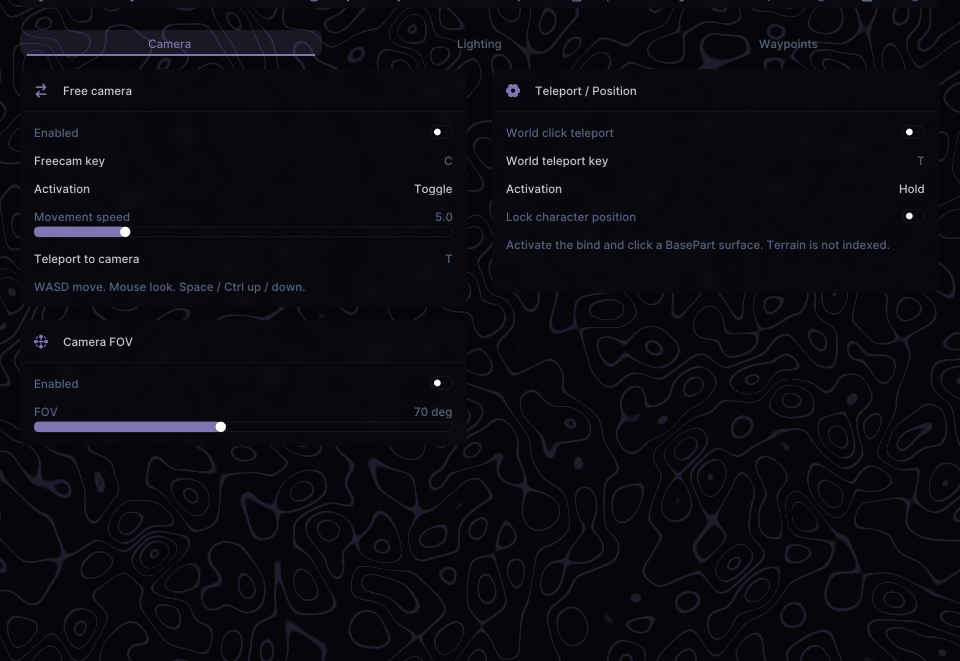 Camera
Lighting
Waypoints
Free camera
Enabled
Freecam key
C
Activation
Toggle
Movement speed
5.0
Teleport to camera
T
WASD move. Mouse look. Space / Ctrl up / down.
Camera FOV
Enabled
FOV
70 deg
Teleport / Position
World click teleport
World teleport key
T
Activation
Hold
Lock character position
Activate the bind and click a BasePart surface. Terrain is not indexed.